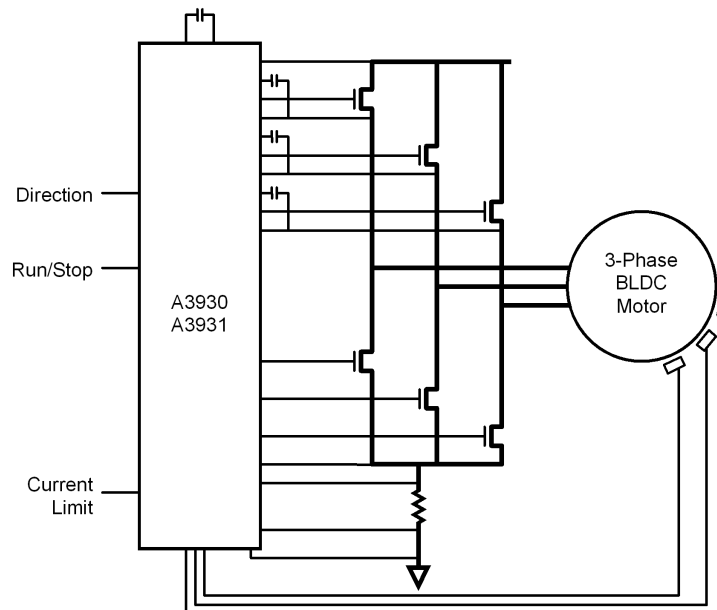 Direction
Run/Stop
A3930
A3931
3-Phase
BLDC
Motor
Current
Limit